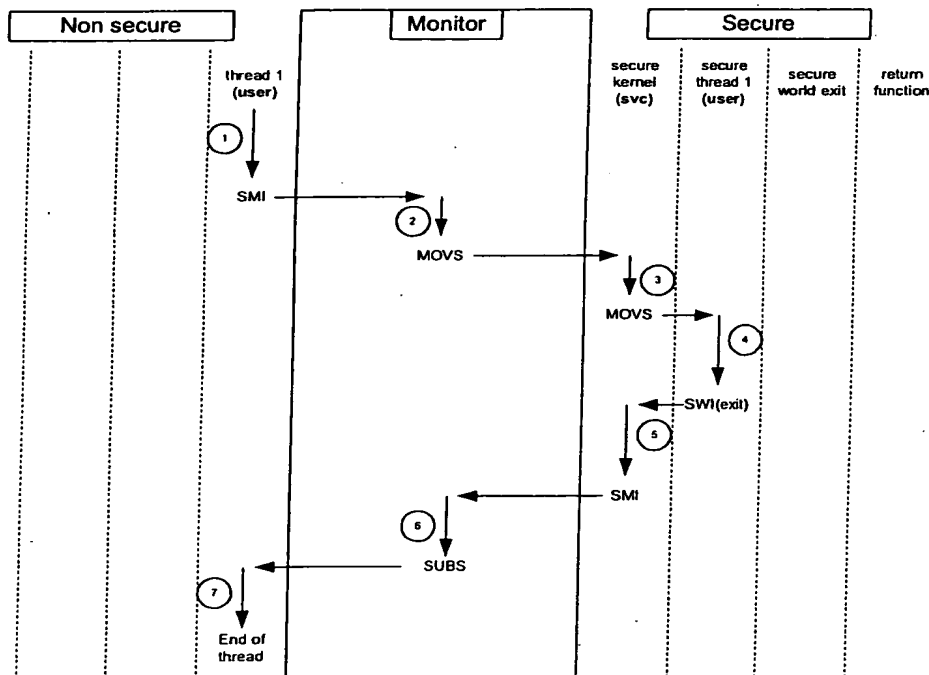 Non secure
Monitor
Secure
thread 1
(user)
secure
kernel
(svc)
secure
thread 1
(user)
secure
world exit
return
function
1
SMI
2
MOVS
3
MOVS
4
SWI(exit)
5
SMI
6
SUBS
7
End of
thread